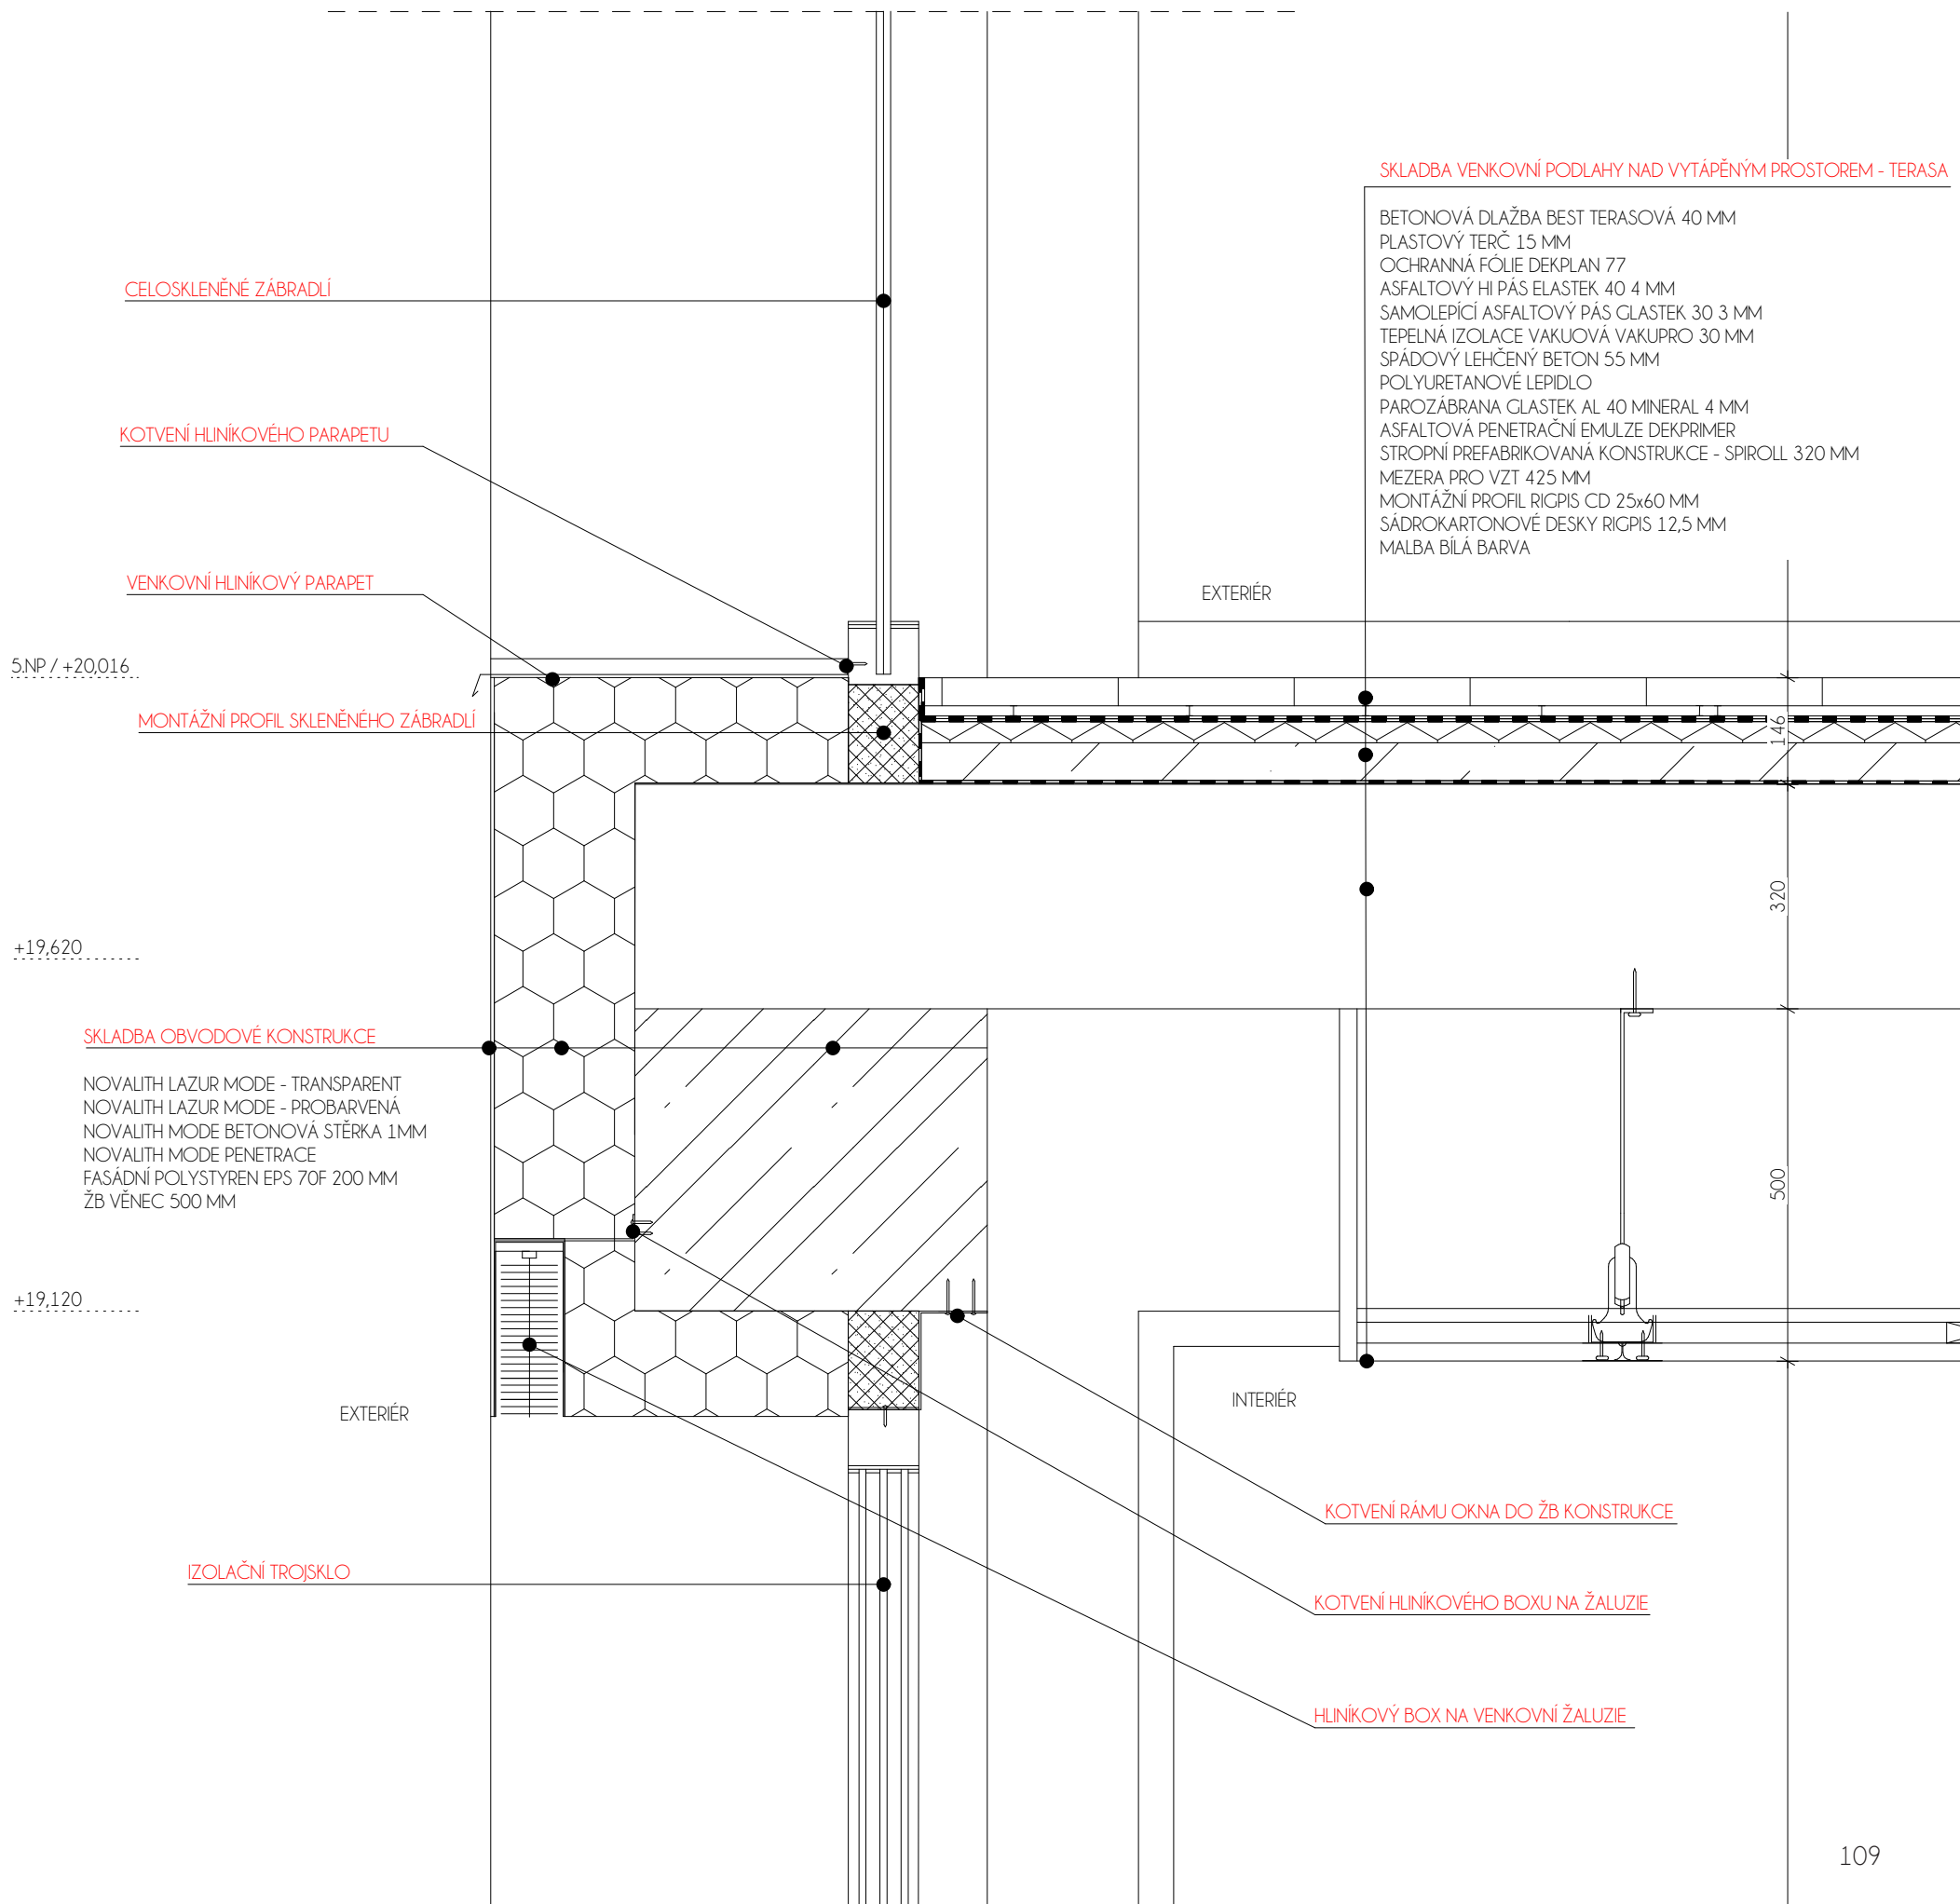 SKLADBA VENKOVNÍ PODLAHY NAD VYTÁPĚNÝM PROSTOREM - TERASA
BETONOVÁ DLAŽBA BEST TERASOVÁ 40 MM
PLASTOVÝ TERČ 15 MM
OCHRANNÁ FÓLIE DEKPLAN 77
ASFALTOVÝ HI PÁS ELASTEK 40 4 MM
SAMOLEPÍCÍ ASFALTOVÝ PÁS GLASTEK 30 3 MM
TEPELNÁ IZOLACE VAKUOVÁ VAKUPRO 30 MM
SPÁDOVÝ LEHČENÝ BETON 55 MM
POLYURETANOVÉ LEPIDLO
PAROZÁBRANA GLASTEK AL 40 MINERAL 4 MM
ASFALTOVÁ PENETRAČNÍ EMULZE DEKPRIMER
STROPNÍ PREFABRIKOVANÁ KONSTRUKCE - SPIROLL 320 MM
MEZERA PRO VZT 425 MM
MONTÁŽNÍ PROFIL RIGPIS CD 25x60 MM
SÁDROKARTONOVÉ DESKY RIGPIS 12,5 MM
MALBA BÍLÁ BARVA
CELOSKLENĚNÉ ZÁBRADLÍ
KOTVENÍ HLINÍKOVÉHO PARAPETU
VENKOVNÍ HLINÍKOVÝ PARAPET
EXTERIÉR
5.NP / +20,016
MONTÁŽNÍ PROFIL SKLENĚNÉHO ZÁBRADLÍ
146
320
+19,620
SKLADBA OBVODOVÉ KONSTRUKCE
NOVALITH LAZUR MODE - TRANSPARENT
NOVALITH LAZUR MODE - PROBARVENÁ
NOVALITH MODE BETONOVÁ STĚRKA 1MM
NOVALITH MODE PENETRACE
FASÁDNÍ POLYSTYREN EPS 70F 200 MM
ŽB VĚNEC 500 MM
500
+19,120
EXTERIÉR
INTERIÉR
KOTVENÍ RÁMU OKNA DO ŽB KONSTRUKCE
IZOLAČNÍ TROJSKLO
KOTVENÍ HLINÍKOVÉHO BOXU NA ŽALUZIE
HLINÍKOVÝ BOX NA VENKOVNÍ ŽALUZIE
109